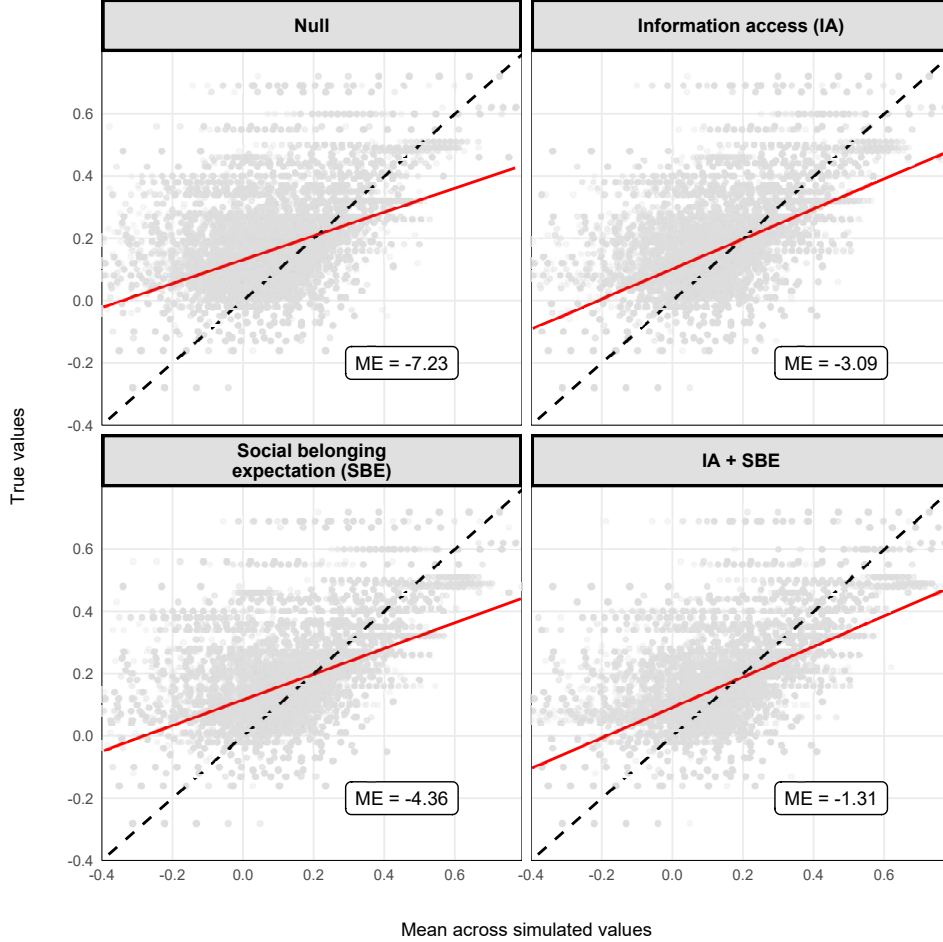 Null
Information access (IA)
0.6
0.4
0.2
0.0
-0.2
-0.4
ME = -7.23
ME = -3.09
Social belonging
expectation (SBE)
IA + SBE
0.6
0.4
0.2
0.0
-0.2
-0.4
ME = -4.36
ME = -1.31
-0.4
-0.2
0.0
0.2
0.4
0.6
-0.4
-0.2
0.0
0.2
0.4
0.6
True values
Mean across simulated values